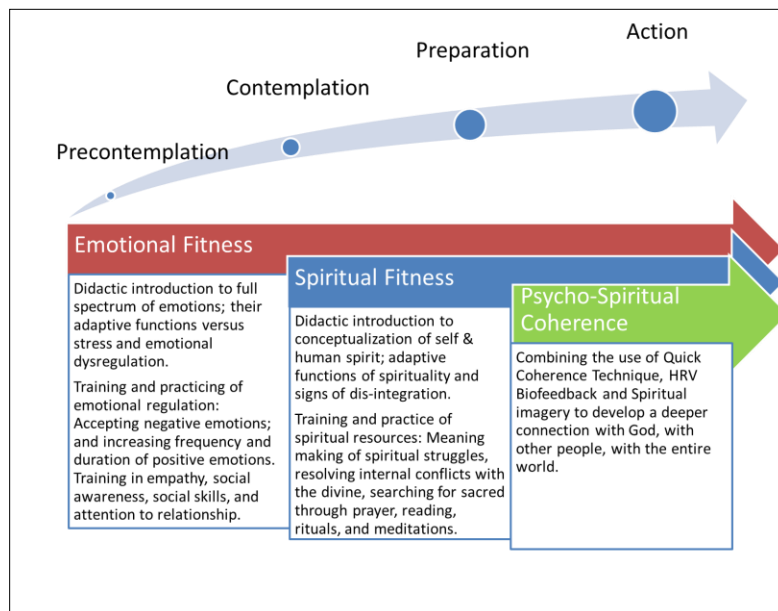 Action
Preparation
Contemplation
Precontemplation
Emotional Fitness
Didactic introduction to full
spectrum of emotions; their
adaptive functions versus
stress and emotional
dysregulation.
Training and practicing of
emotional regulation:
Accepting negative emotions;
and increasing frequency and
duration of positive emotions.
Training in empathy, social
awareness, social skills, and
attention to relationship.
Spiritual Fitness
Didactic introduction to
conceptualization of self &
human spirit; adaptive
functions of spirituality and
signs of dis-integration.
Training and practice of
spiritual resources: Meaning
making of spiritual struggles,
resolving internal conflicts with
the divine, searching for sacred
through prayer, reading,
rituals, and meditations.
Psycho-Spiritual
Coherence
Combining the use of Quick
Coherence Technique, HRV
Biofeedback and Spiritual
imagery to develop a deeper
connection with God, with
other people, with the entire
world.